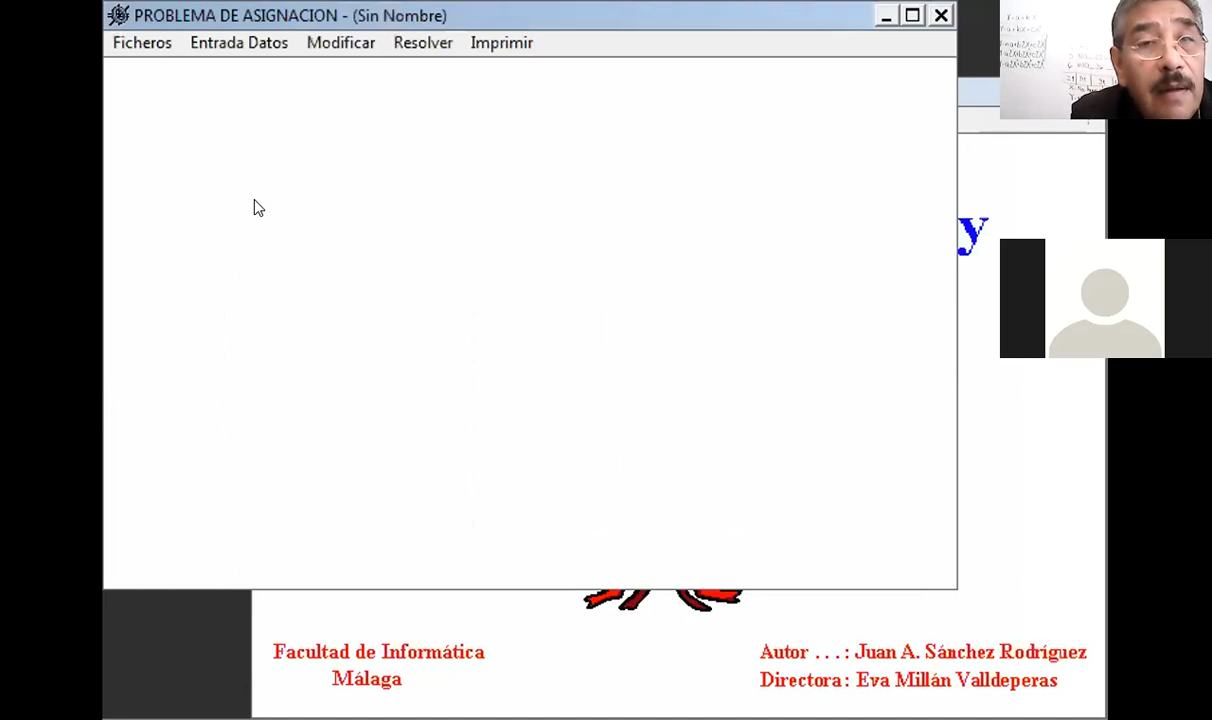 PROBLEMA DE ASIGNACION - (Sin Nombre)
Ficheros Entrada Datos Modificar Resolver Imprimir
y
Facultad de Informática
Málaga
Autor . . . : Juan A. Sánchez Rodríguez
Directora : Eva Millán Valldeperas